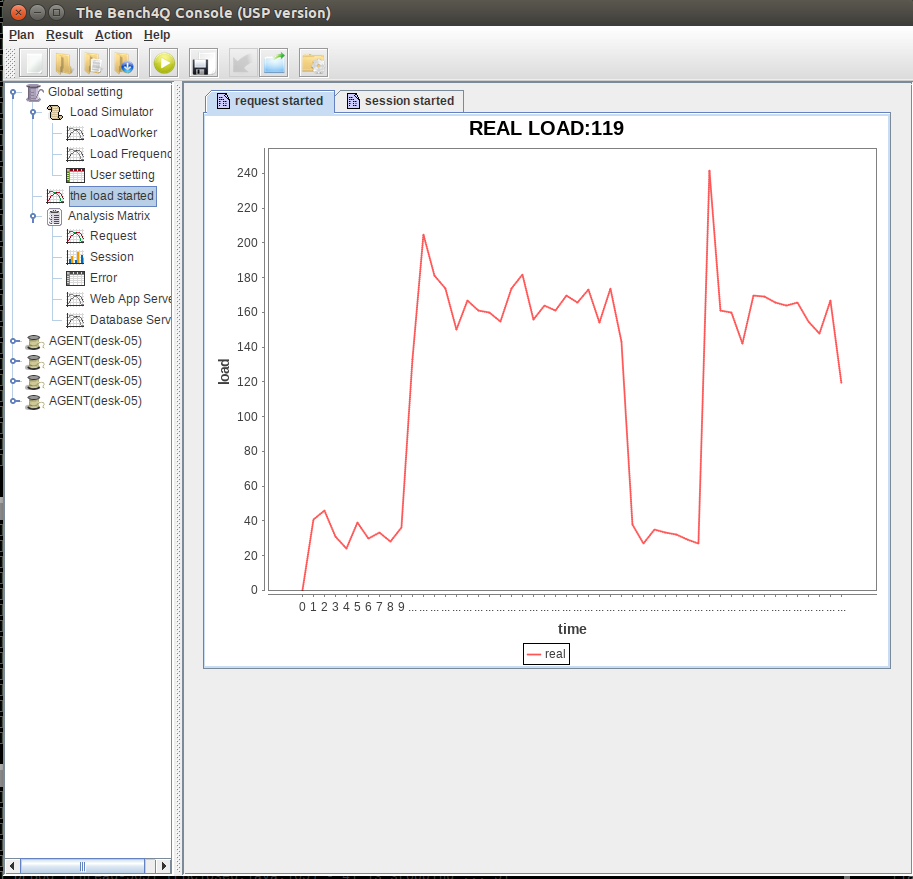 The Bench4Q Console (USP version)
Plan Result Action Help
Global setting
Load Simulator
LoadWorker
Load Frequenc
User setting
the load started
Analysis Matrix
Request
Session
Error
Web App Serve
Database Serv
AGENT(desk-05)
AGENT(desk-05)
AGENT(desk-05)
AGENT(desk-05)
request started
session started
REAL LOAD:119
240
220
200
180
160
140
120
100
80
60
40
20
0
load
0 1 2 3 4 5 6 7 8 9 ... ... ... ... ... ... ... ... ... ... ... ... ... ... ... ... ... ... ... ... ... ... ... ... ... ... ... ... ... ... ... ... ... ... ... ... ... ... ... ...
time
real